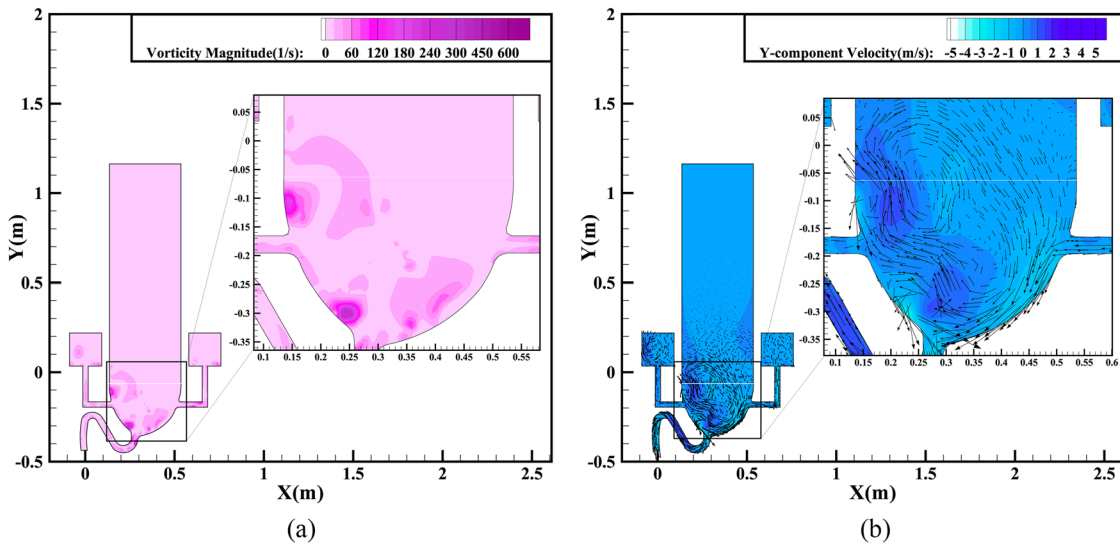 Vorticity Magnitude(1/s):
0 60 120 180 240 300 450 600
2
1.5
1
0.5
0
-0.5
Y(m)
0.05
0
-0.05
-0.1
-0.15
-0.2
-0.25
-0.3
-0.35
0.1 0.15 0.2 0.25 0.3 0.35 0.4 0.45 0.5 0.55
0 0.5 1 1.5 2 2.5
X(m)
(a)
Y-component Velocity(m/s):
-5 -4 -3 -2 -1 0 1 2 3 4 5
2
1.5
1
0.5
0
-0.5
Y(m)
0.05
0
-0.05
-0.1
-0.15
-0.2
-0.25
-0.3
-0.35
0.1 0.15 0.2 0.25 0.3 0.35 0.4 0.45 0.5 0.55 0.6
0 0.5 1 1.5 2 2.5
X(m)
(b)